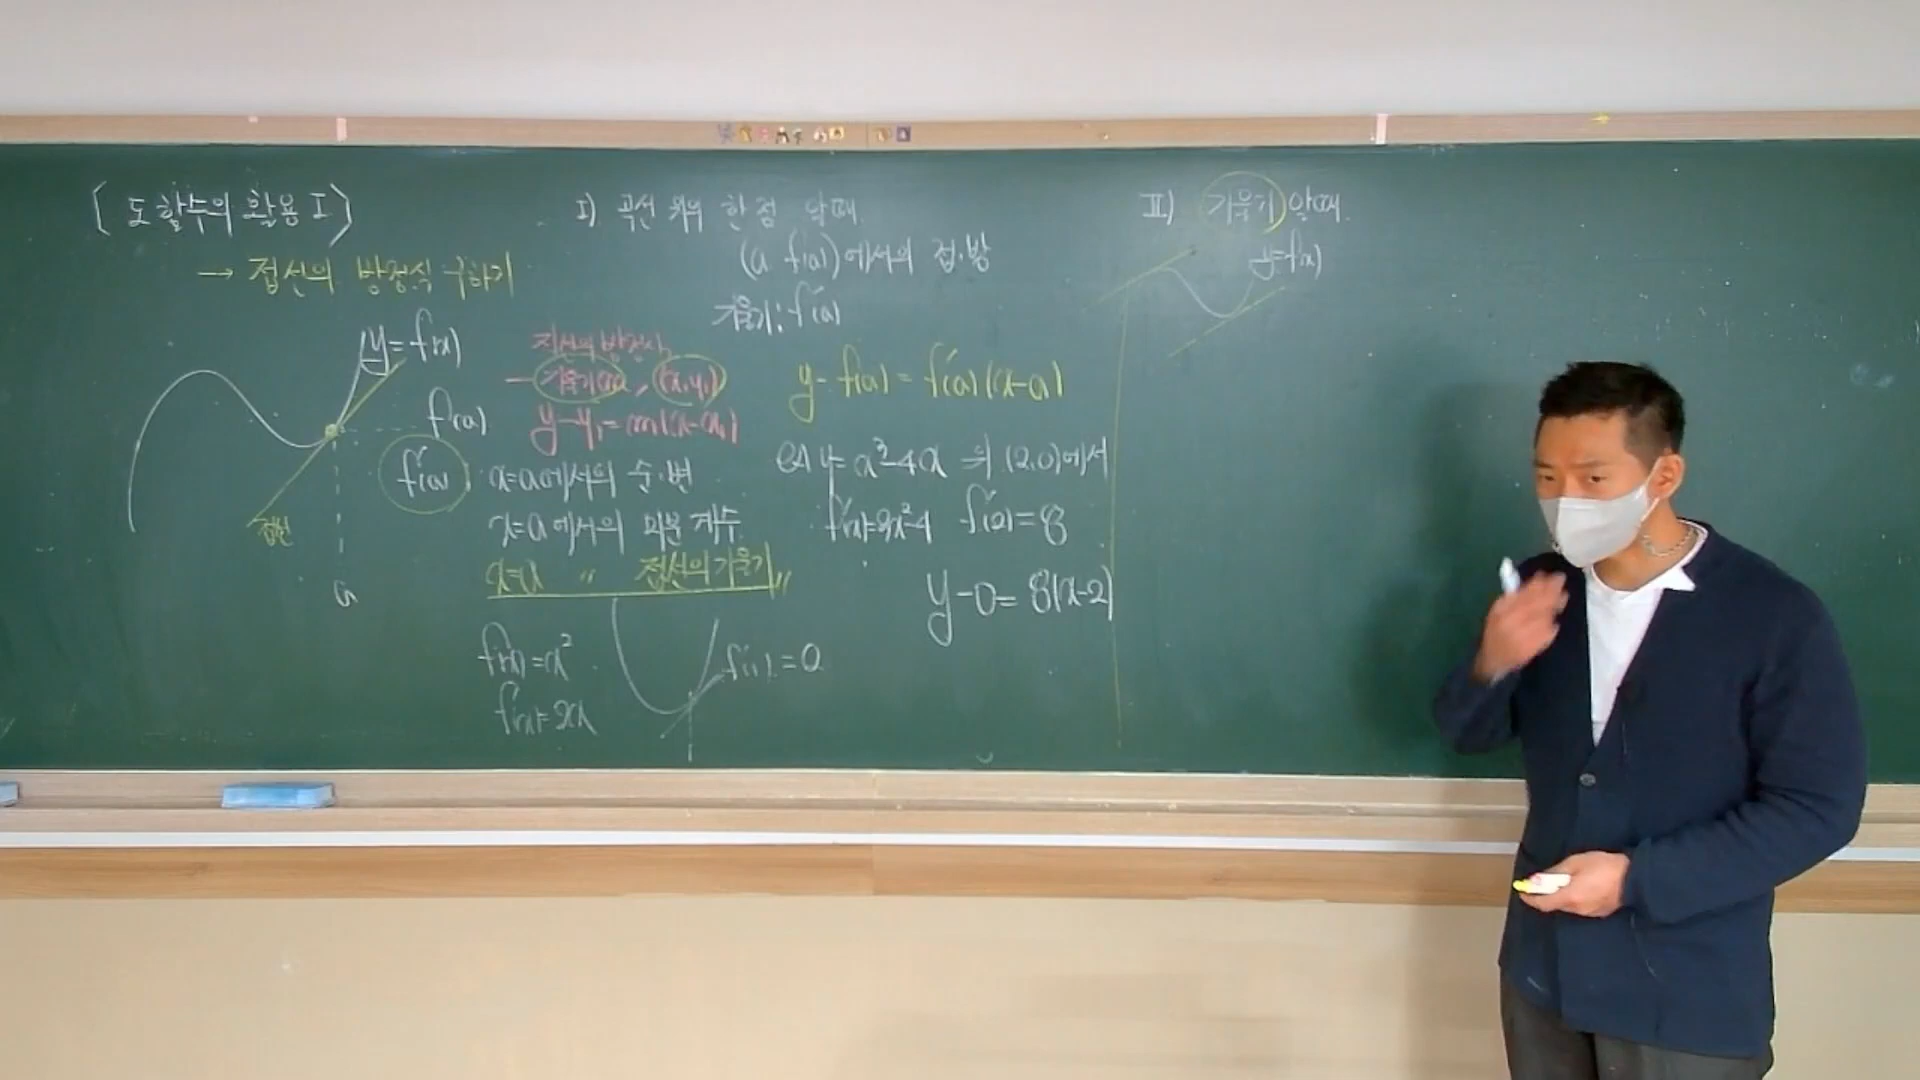 [도함수의 활용 I)
→ 접선의 방정식 구하기
y=f(x)
f(a)
f'(a)
접선
a
직선의 방정식
- 기울기 m, (x₁,y₁)
y-y₁=m(x-x₁)
x=a에서의 순·변
x=a에서의 미분계수
x=a 〃 접선의 기울기〃
f(x)=x²
f'(x)=2x
I) 곡선 위의 한 점 알때
(a, f(a))에서의 접·방
기울기: f'(a)
y-f(a)=f'(a)(x-a)
ex) y=x³-4x 의 (2,0)에서
f'(x)=3x²-4 f'(2)=8
y-0=8(x-2)
II) 기울기 알때
y=f(x)